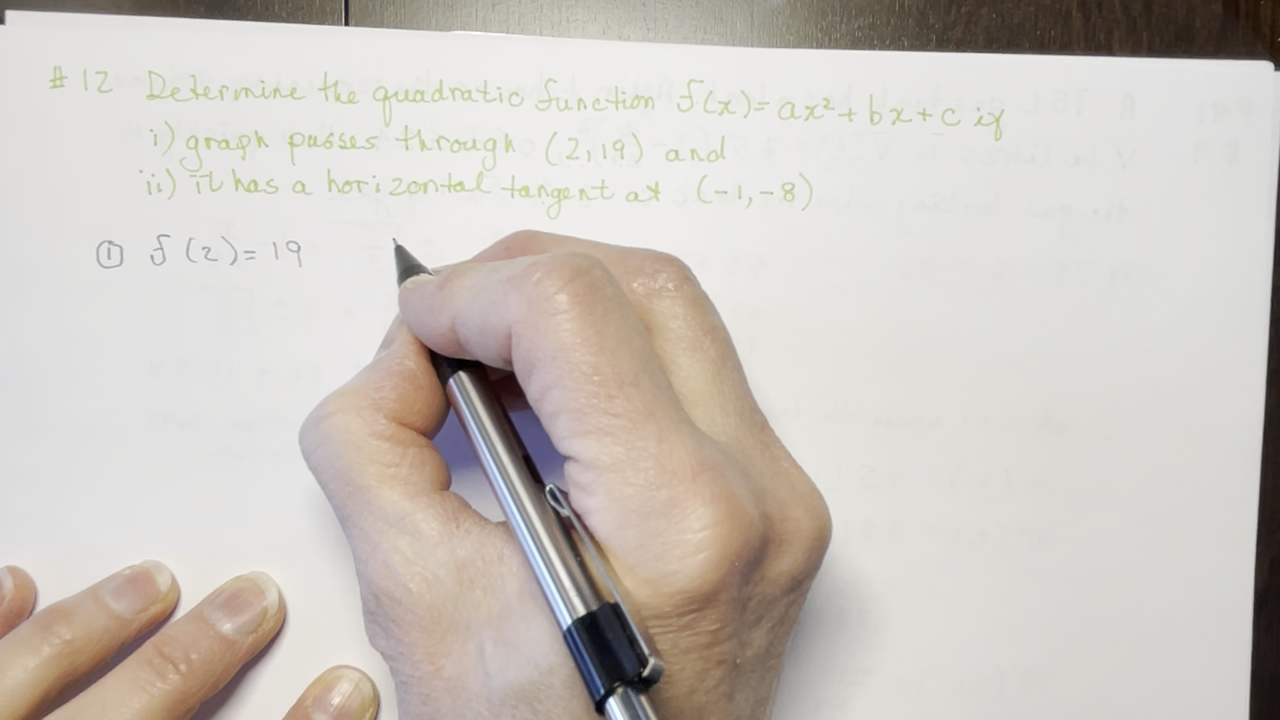 #12 Determine the quadratic function f(x)=ax²+bx+c if
i) graph passes through (2,19) and
ii) it has a horizontal tangent at (-1,-8)
① f(2)=19